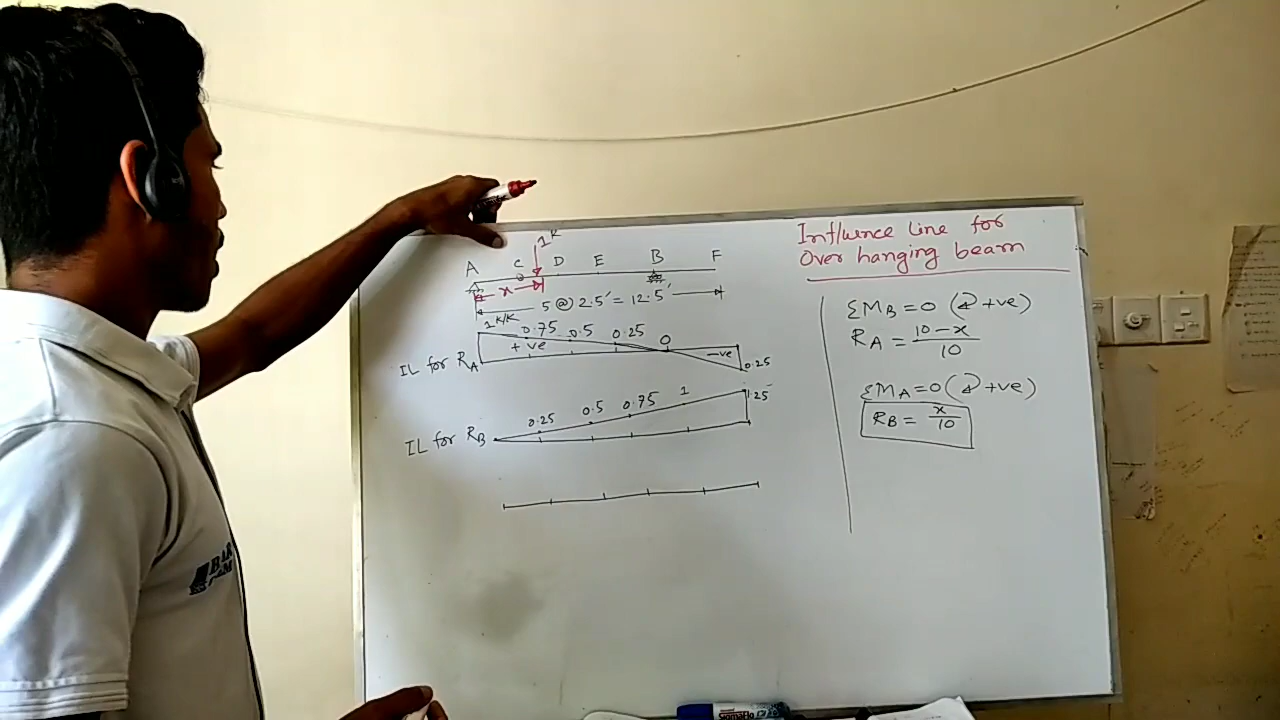 Influence Line for
Over hanging beam
1K
A C D E B F
x
5 @ 2.5' = 12.5'
1 K/K 0.75 0.5 0.25 0
+ve -ve
IL for RA
0.25
0.25 0.5 0.75 1 1.25
IL for RB
ΣMB = 0 (↻ +ve)
RA = 10 - x / 10
ΣMA = 0 (↻ +ve)
RB = x / 10